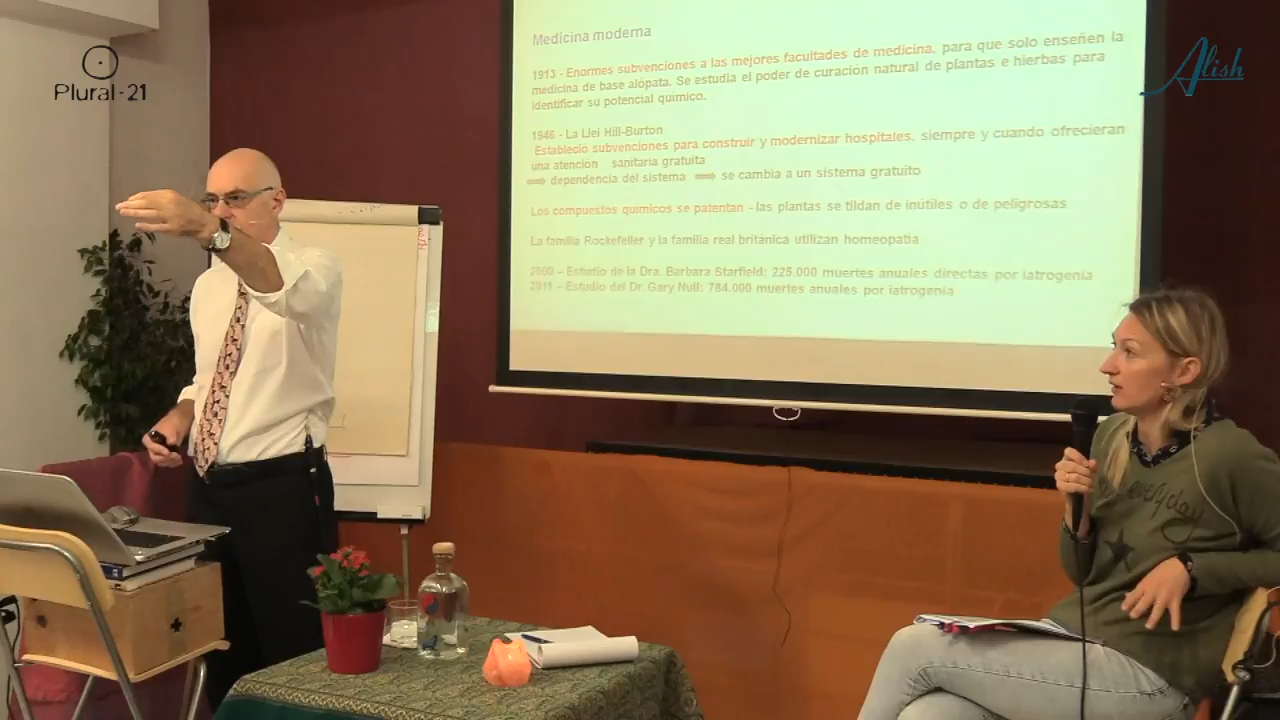 Plural-21
Alish
Medicina moderna
1913 - Enormes subvenciones a las mejores facultades de medicina, para que solo enseñen la
medicina de base alópata. Se estudia el poder de curación natural de plantas e hierbas para
identificar su potencial químico.
1946 - La Llei Hill-Burton
Estableció subvenciones para construir y modernizar hospitales, siempre y cuando ofrecieran
una atención sanitaria gratuita
⇒ dependencia del sistema ⇒ se cambia a un sistema gratuito
Los compuestos químicos se patentan - las plantas se tildan de inútiles o de peligrosas
La familia Rockefeller y la familia real británica utilizan homeopatía
2000 – Estudio de la Dra. Barbara Starfield: 225.000 muertes anuales directas por iatrogenia
2011 – Estudio del Dr. Gary Null: 784.000 muertes anuales por iatrogenia
everyday